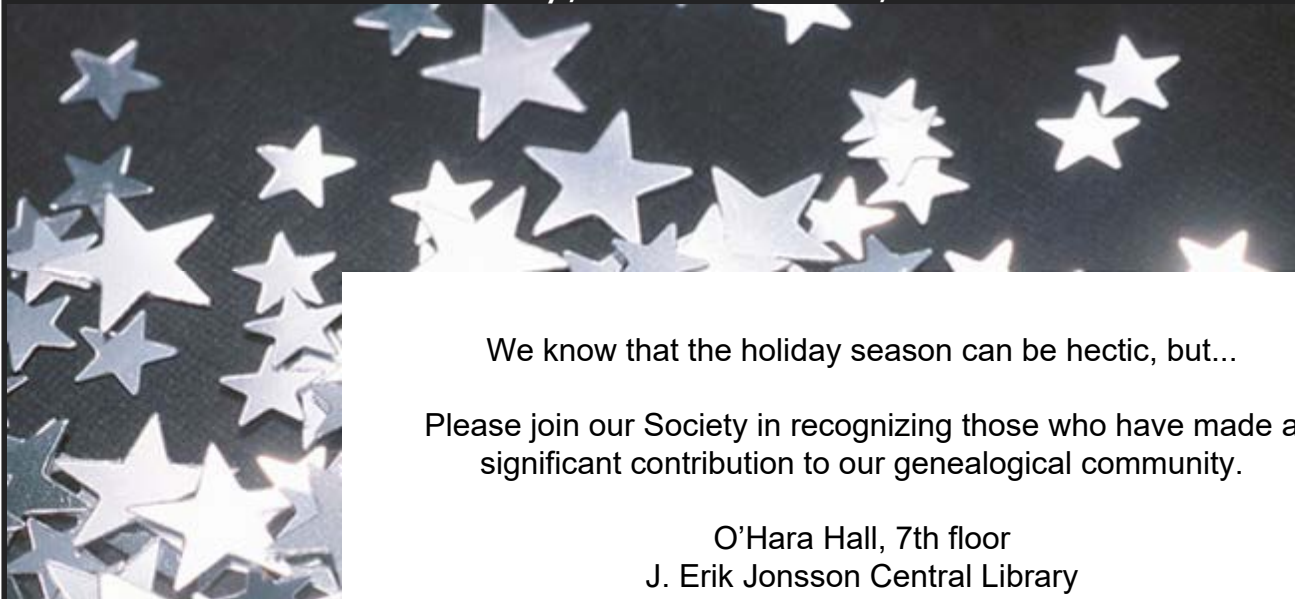 We know that the holiday season can be hectic, but...
Please join our Society in recognizing those who have made a
significant contribution to our genealogical community.
O'Hara Hall, 7th floor
J. Erik Jonsson Central Library